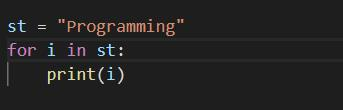 st = "Programming"
for i in st:
    print(i)